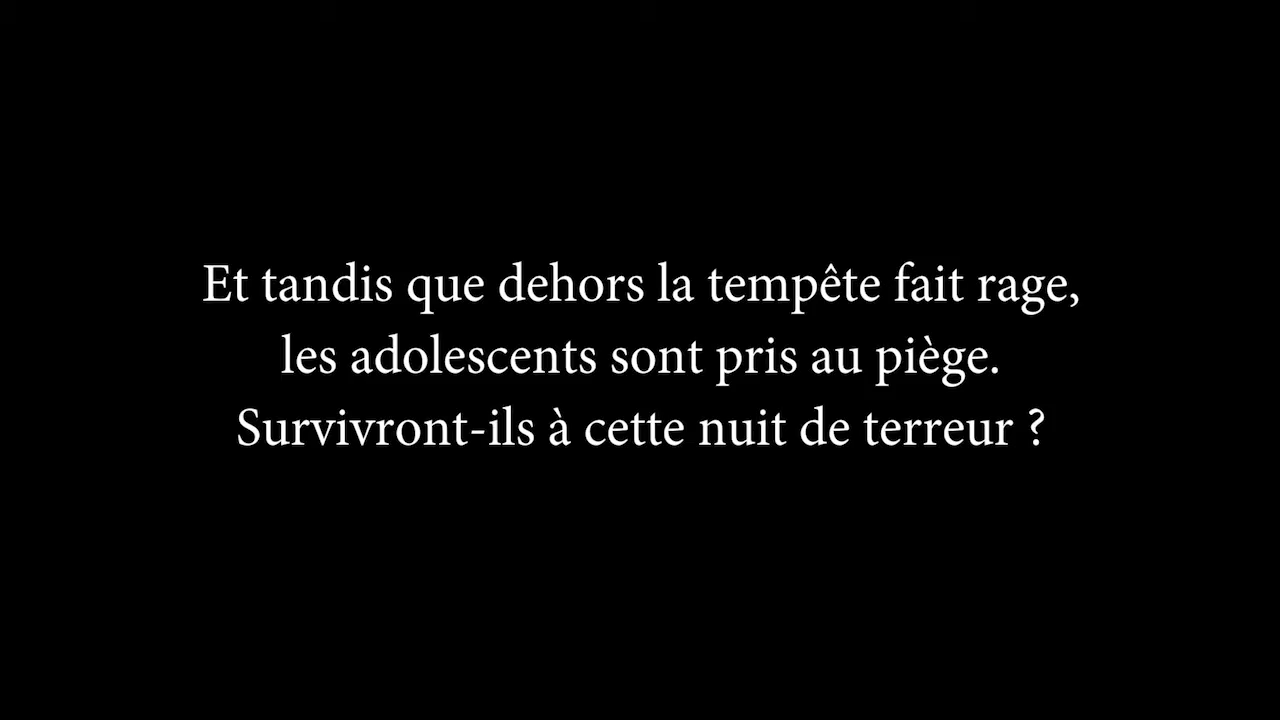 Et tandis que dehors la tempête fait rage,
les adolescents sont pris au piège.
Survivront-ils à cette nuit de terreur ?